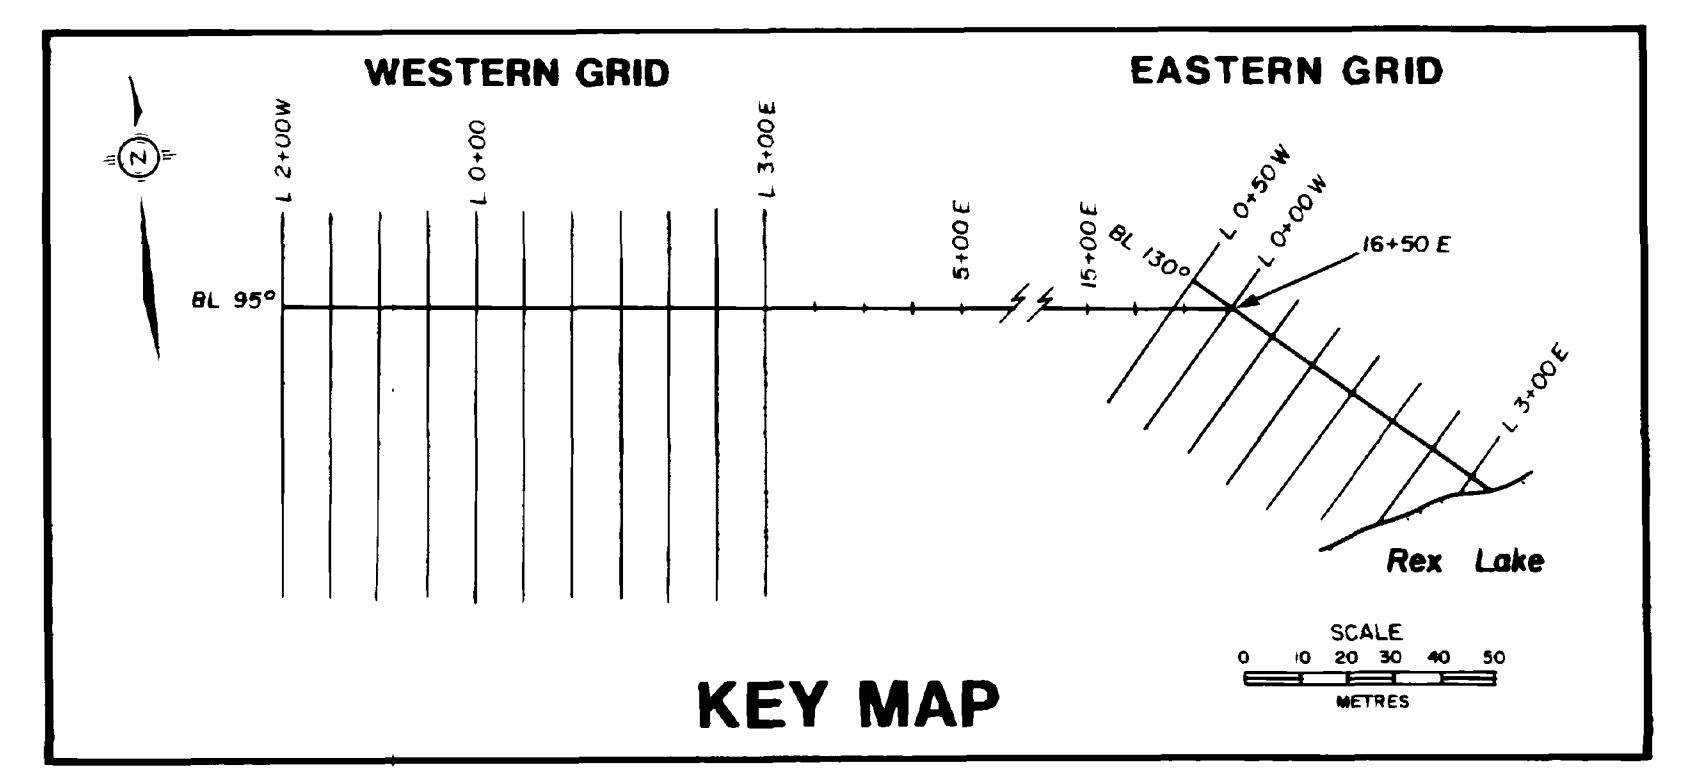 WESTERN GRID
EASTERN GRID
N
L 2+00W
L 0+00
L 3+00E
5+00E
15+00E
BL 130°
L 0+50W
L 0+00W
16+50 E
BL 95°
L 3+00E
Rex Lake
SCALE
0 10 20 30 40 50
METRES
KEY MAP